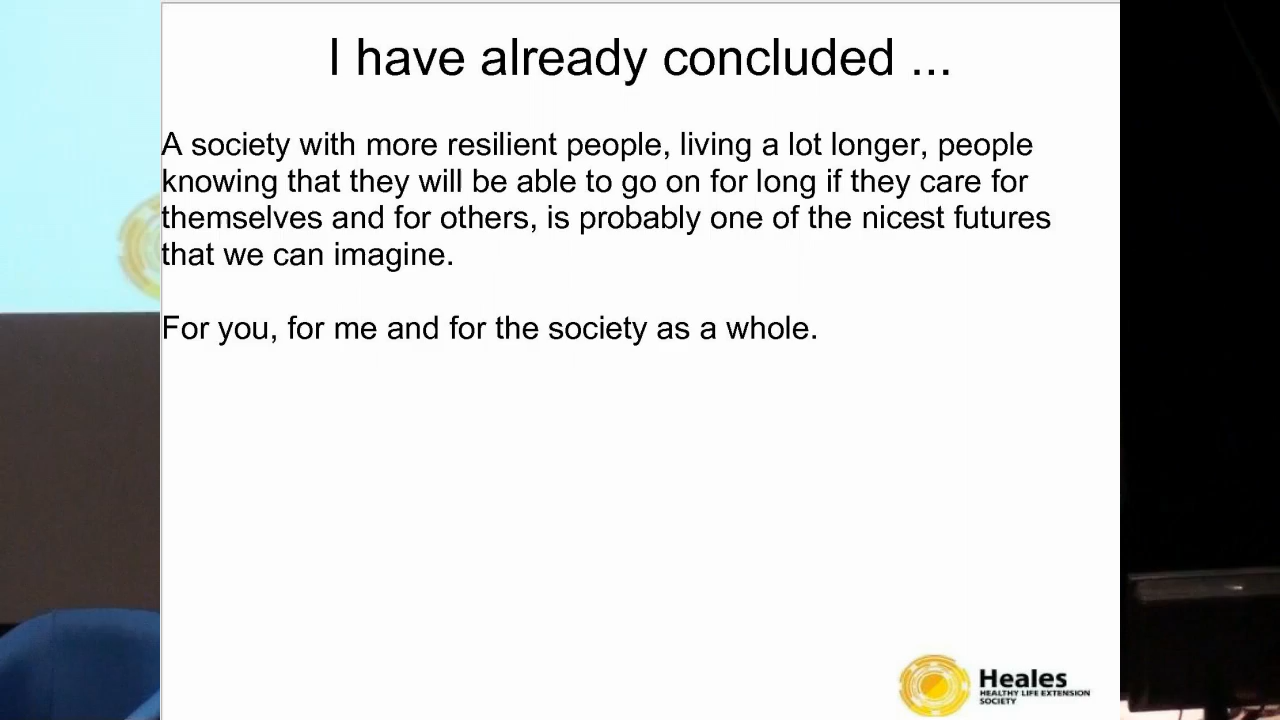 I have already concluded ...
A society with more resilient people, living a lot longer, people
knowing that they will be able to go on for long if they care for
themselves and for others, is probably one of the nicest futures
that we can imagine.
For you, for me and for the society as a whole.
Heales
HEALTHY LIFE EXTENSION
SOCIETY